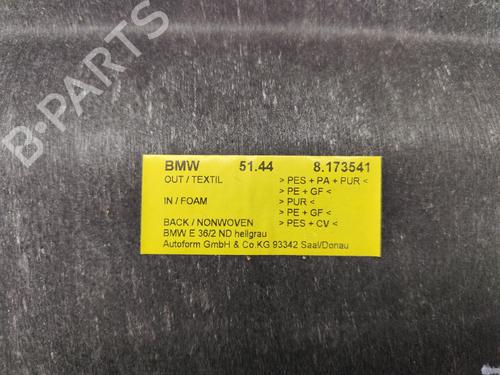 B-PARTS
BMW 51.44 8.173541
OUT / TEXTIL > PES + PA + PUR <
> PE + GF <
IN / FOAM > PUR <
> PE + GF <
BACK / NONWOVEN > PES + CV <
BMW E 36/2 ND hellgrau
Autoform GmbH & Co.KG 93342 Saal/Donau
B-PARTS